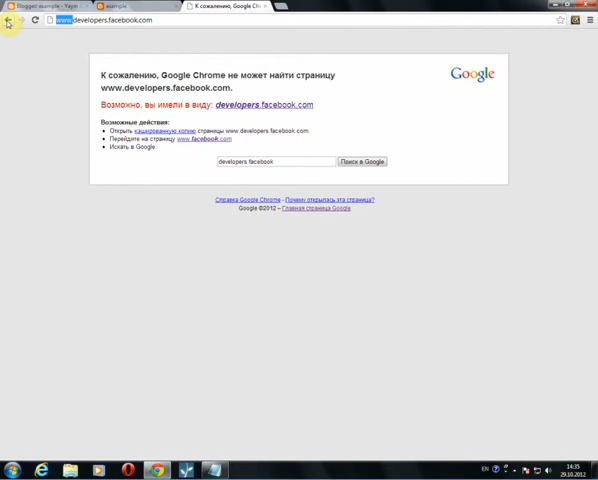 Blogger: example - Yayın
example
К сожалению, Google Chr
www.developers.facebook.com
К сожалению, Google Chrome не может найти страницу
www.developers.facebook.com.
Google
Возможно, вы имели в виду: developers.facebook.com
Возможные действия:
Открыть кэшированную копию страницы www.developers.facebook.com.
Перейдите на страницу www.facebook.com
Искать в Google:
developers facebook
Поиск в Google
Справка Google Chrome - Почему открылась эта страница?
Google ©2012 – Главная страница Google
EN
14:35
29.10.2012